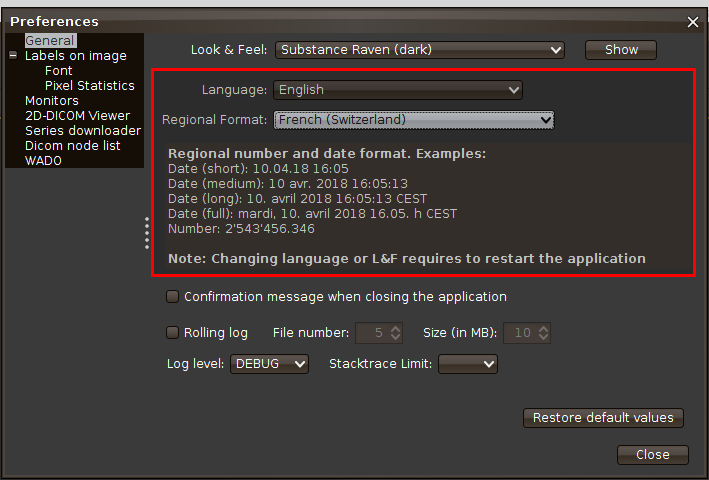 Preferences
General
Labels on image
Font
Pixel Statistics
Monitors
2D-DICOM Viewer
Series downloader
Dicom node list
WADO
Look & Feel: Substance Raven (dark) Show
Language: English
Regional Format: French (Switzerland)
Regional number and date format. Examples:
Date (short): 10.04.18 16:05
Date (medium): 10 avr. 2018 16:05:13
Date (long): 10. avril 2018 16:05:13 CEST
Date (full): mardi, 10. avril 2018 16.05. h CEST
Number: 2'543'456.346
Note: Changing language or L&F requires to restart the application
Confirmation message when closing the application
Rolling log File number: 5 Size (in MB): 10
Log level: DEBUG Stacktrace Limit:
Restore default values
Close